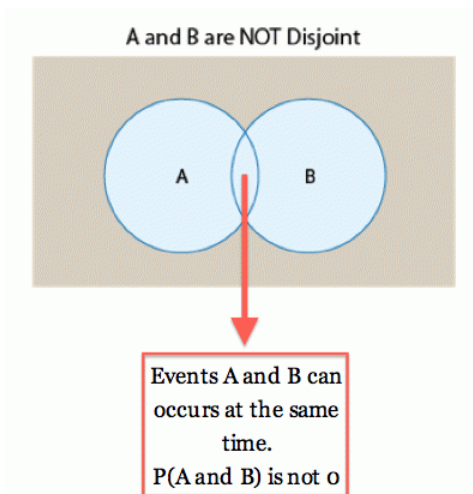 A and B are NOT Disjoint
A
B
Events A and B can
occurs at the same
time.
P(A and B) is not 0